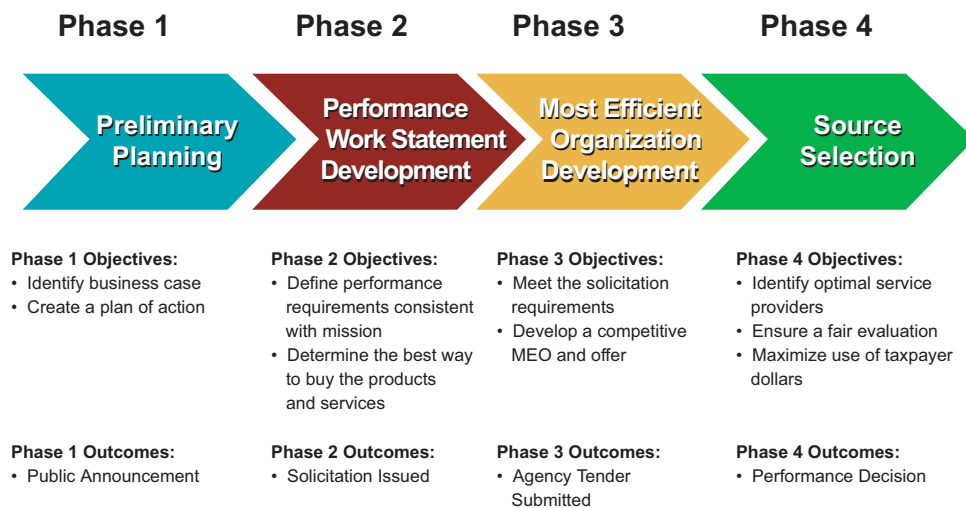 Phase 1
Phase 2
Phase 3
Phase 4
Preliminary
Planning
Performance
Work Statement
Development
Most Efficient
Organization
Development
Source
Selection
Phase 1 Objectives:
• Identify business case
• Create a plan of action
Phase 2 Objectives:
• Define performance
requirements consistent
with mission
• Determine the best way
to buy the products
and services
Phase 3 Objectives:
• Meet the solicitation
requirements
• Develop a competitive
MEO and offer
Phase 4 Objectives:
• Identify optimal service
providers
• Ensure a fair evaluation
• Maximize use of taxpayer
dollars
Phase 1 Outcomes:
• Public Announcement
Phase 2 Outcomes:
• Solicitation Issued
Phase 3 Outcomes:
• Agency Tender
Submitted
Phase 4 Outcomes:
• Performance Decision